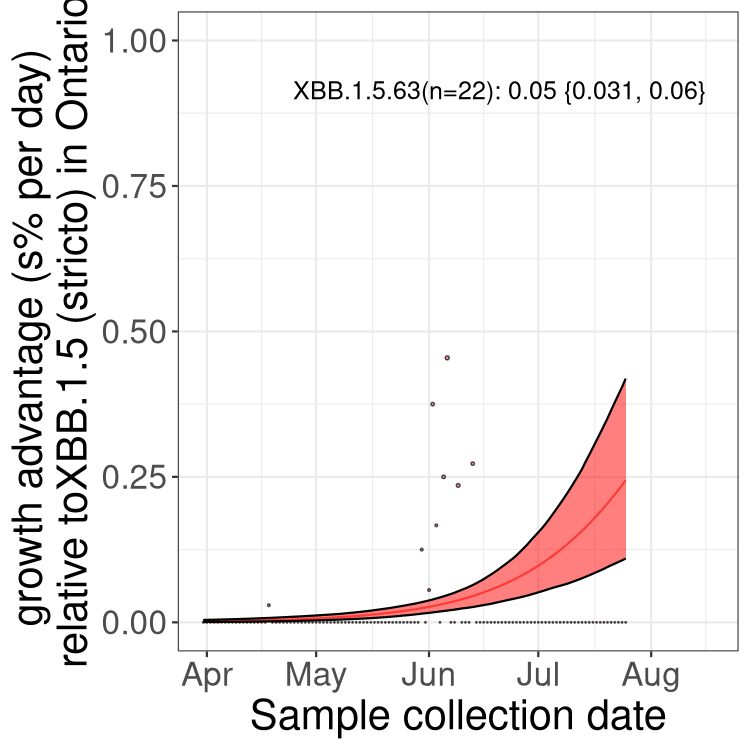 growth advantage (s% per day)
relative toXBB.1.5 (stricto) in Ontario
1.00
0.75
0.50
0.25
0.00
XBB.1.5.63(n=22): 0.05 {0.031, 0.06}
Apr May Jun Jul Aug
Sample collection date